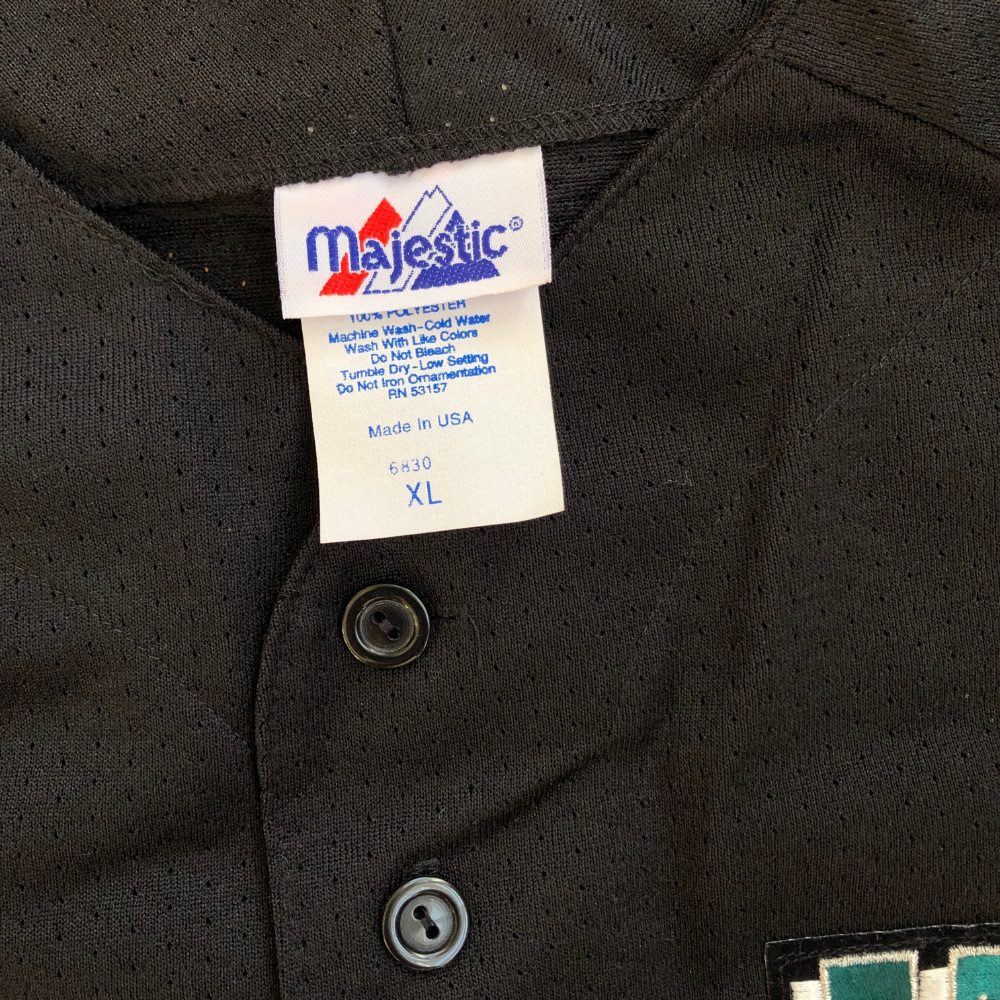 Majestic®
100% POLYESTER
Machine Wash-Cold Water
Wash With Like Colors
Do Not Bleach
Tumble Dry-Low Setting
Do Not Iron Ornamentation
RN 53157
Made In USA
6830
XL